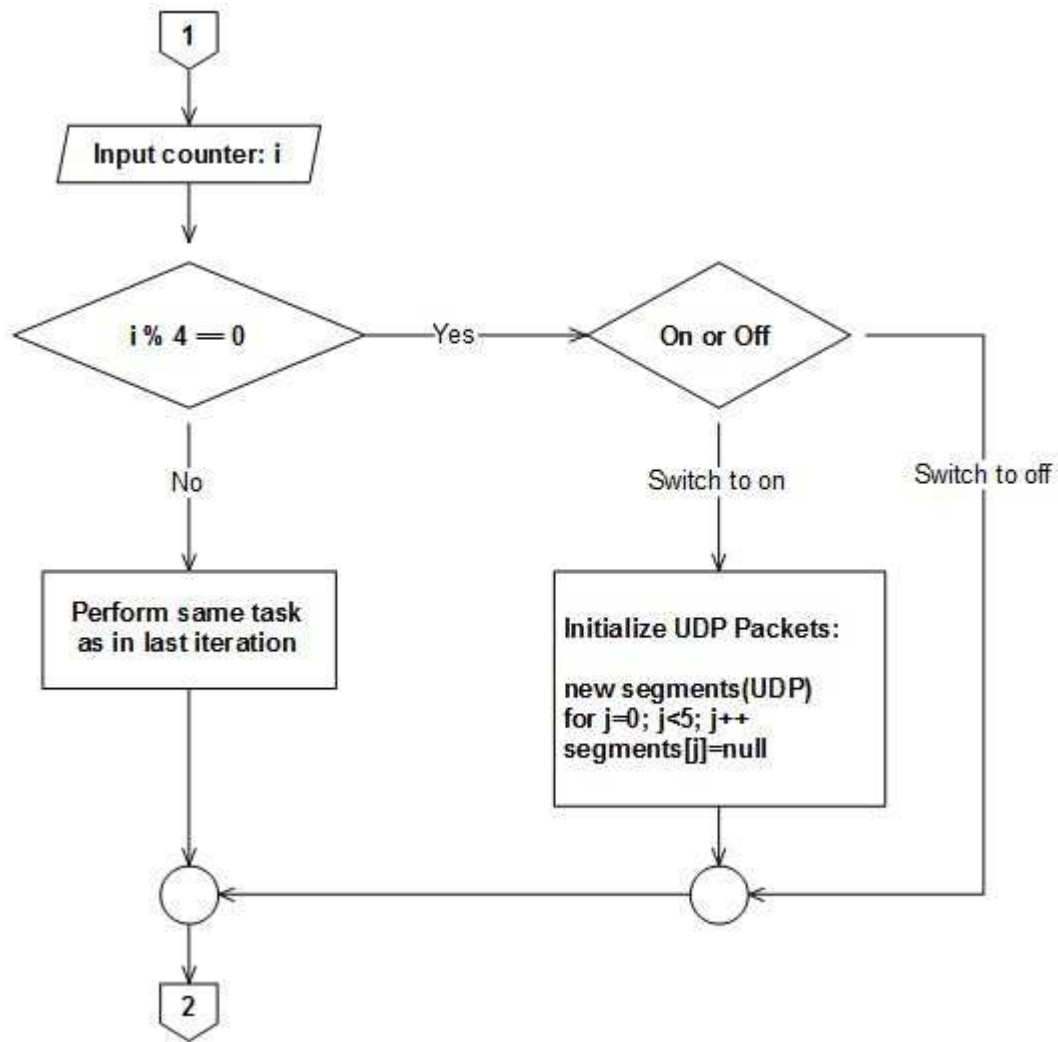 1
Input counter: i
i % 4 == 0
Yes
On or Off
No
Switch to on
Switch to off
Perform same task
as in last iteration
Initialize UDP Packets:
new segments(UDP)
for j=0; j<5; j++
segments[j]=null
2